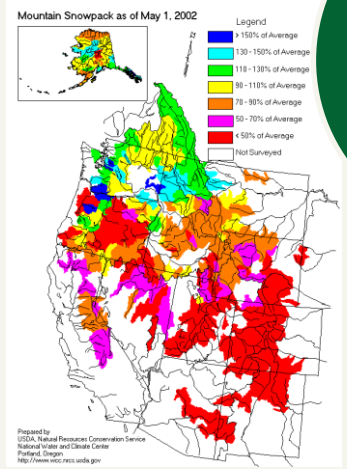 Mountain Snowpack as of May 1, 2002
Legend
> 150% of Average
130 - 150% of Average
110 - 130% of Average
90 - 110% of Average
70 - 90% of Average
50 - 70% of Average
< 50% of Average
Not Surveyed
Prepared by
USDA, Natural Resources Conservation Service
National Water and Climate Center
Portland, Oregon
http://www.wcc.nrcs.usda.gov